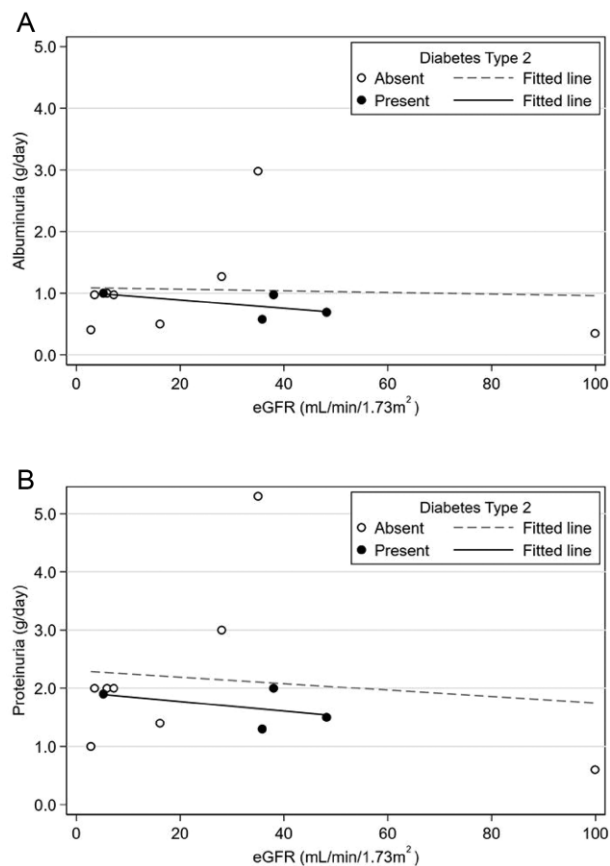 A
Albuminuria (g/day)
5.0
4.0
3.0
2.0
1.0
0.0
Diabetes Type 2
Absent Fitted line
Present Fitted line
0 20 40 60 80 100
eGFR (mL/min/1.73m²)
B
Proteinuria (g/day)
5.0
4.0
3.0
2.0
1.0
0.0
Diabetes Type 2
Absent Fitted line
Present Fitted line
0 20 40 60 80 100
eGFR (mL/min/1.73m²)